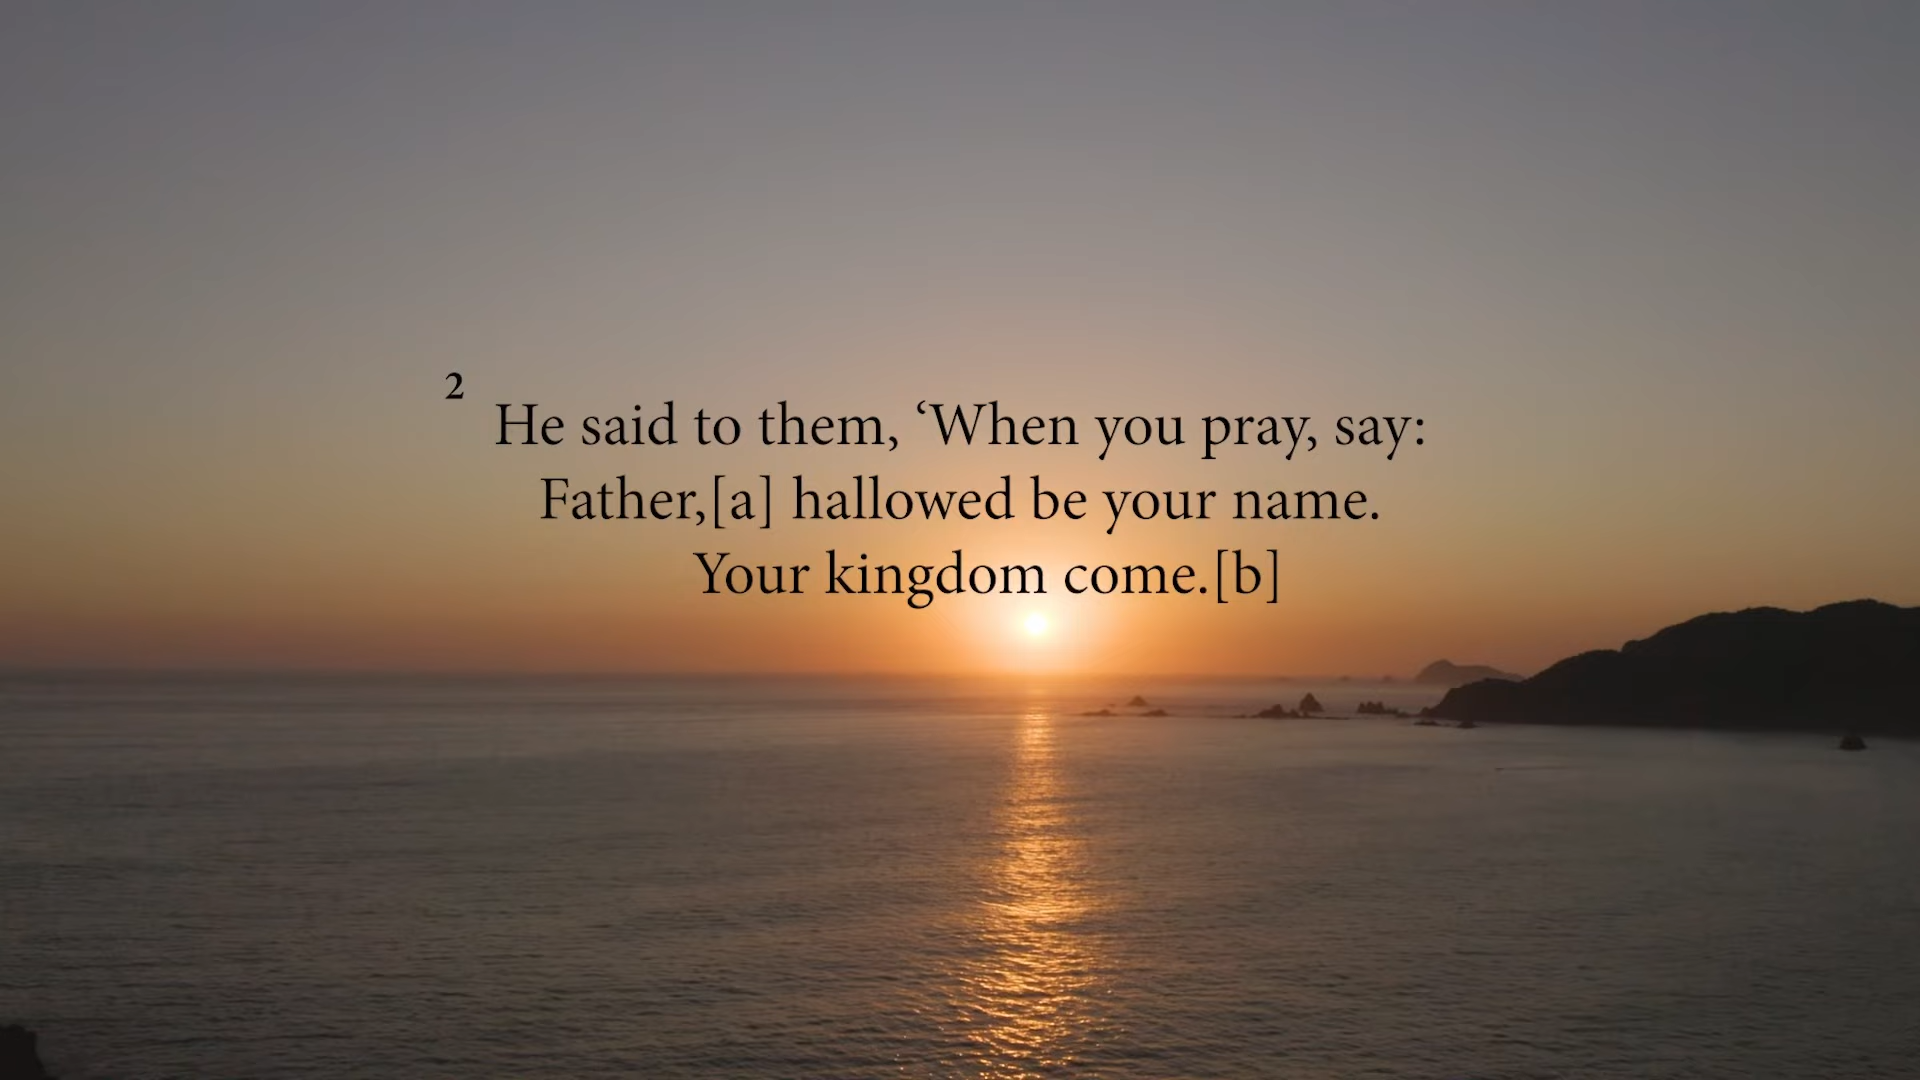 2
He said to them, ‘When you pray, say:
Father,[a] hallowed be your name.
Your kingdom come.[b]